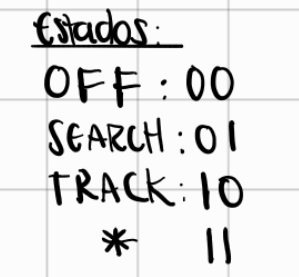 Estados:
OFF: 00
SEARCH: 01
TRACK: 10
* 11